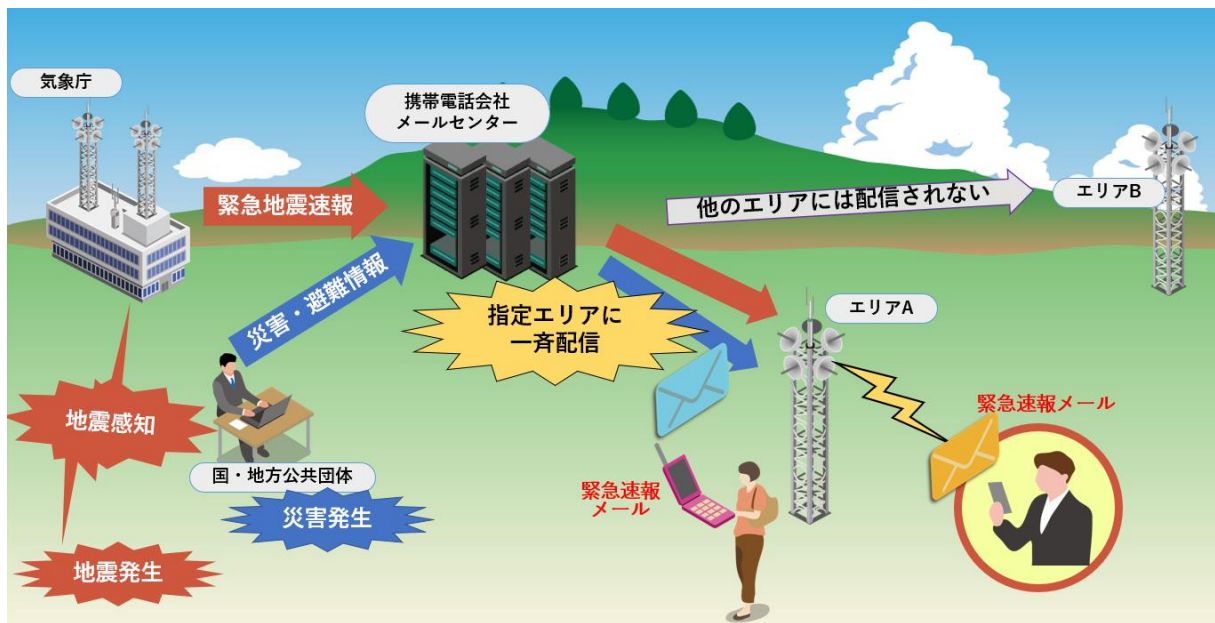 気象庁
携帯電話会社
メールセンター
緊急地震速報
他のエリアには配信されない
エリアB
災害・避難情報
指定エリアに
一斉配信
エリアA
地震感知
緊急速報メール
国・地方公共団体
緊急速報
メール
災害発生
地震発生